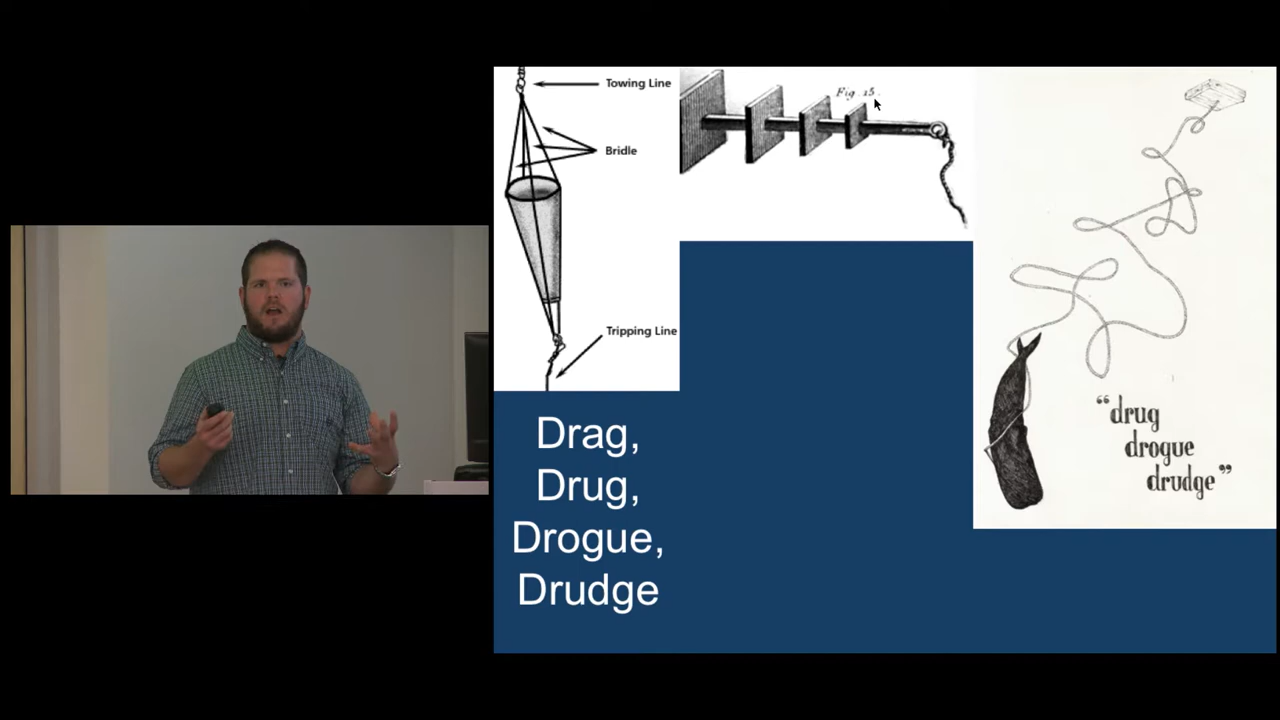 Towing Line
Bridle
Tripping Line
Fig. 15.
"drug
drogue
drudge"
Drag,
Drug,
Drogue,
Drudge